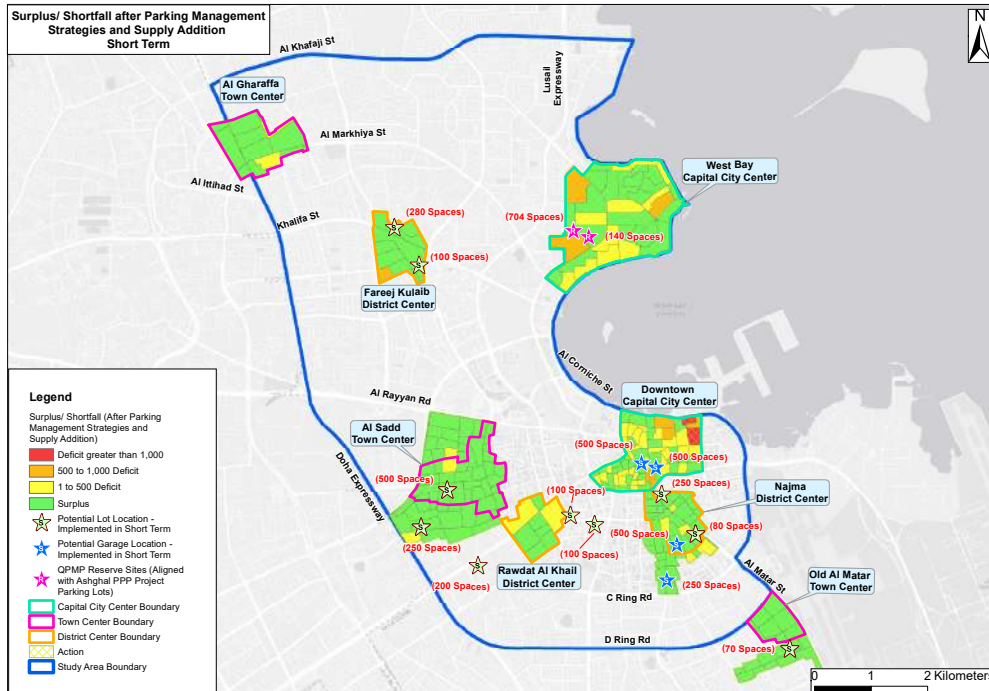 Surplus/ Shortfall after Parking Management
Strategies and Supply Addition
Short Term
N
Al Khafaji St
Lusail
Expressway
Al Gharaffa
Town Center
Al Markhiya St
Al Ittihad St
Khalifa St
West Bay
Capital City Center
(280 Spaces)
(704 Spaces)
(140 Spaces)
(100 Spaces)
Fareej Kulaib
District Center
Al Corniche St
Al Rayyan Rd
Downtown
Capital City Center
Al Sadd
Town Center
(500 Spaces)
(500 Spaces)
(500 Spaces)
(250 Spaces)
Doha Expressway
Najma
District Center
(100 Spaces)
(500 Spaces)
(80 Spaces)
(250 Spaces)
(100 Spaces)
(200 Spaces)
Rawdat Al Khail
District Center
(250 Spaces)
Al Matar St
Old Al Matar
Town Center
C Ring Rd
D Ring Rd
(70 Spaces)
Legend
Surplus/ Shortfall (After Parking
Management Strategies and
Supply Addition)
Deficit greater than 1,000
500 to 1,000 Deficit
1 to 500 Deficit
Surplus
S
Potential Lot Location -
Implemented in Short Term
S
Potential Garage Location -
Implemented in Short Term
QPMP Reserve Sites (Aligned
with Ashghal PPP Project
Parking Lots)
Capital City Center Boundary
Town Center Boundary
District Center Boundary
Action
Study Area Boundary
0 1 2 Kilometers